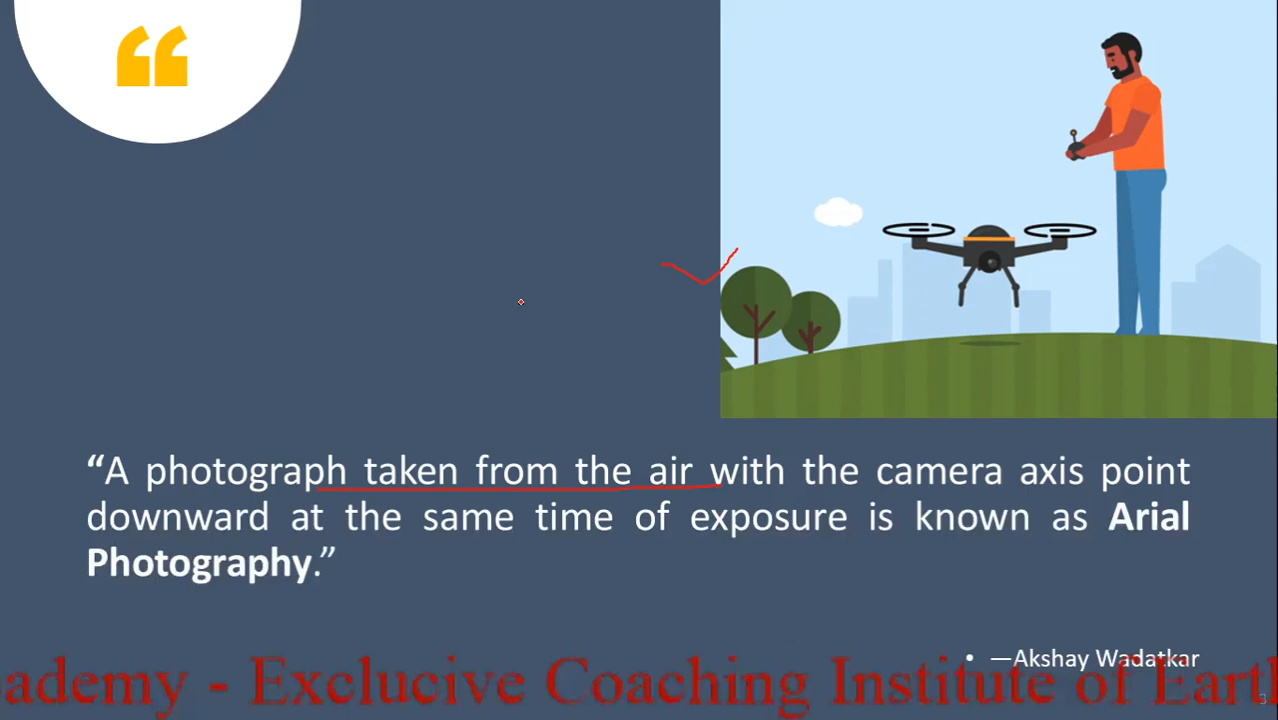 “A photograph taken from the air with the camera axis point
downward at the same time of exposure is known as Arial
Photography.”
• —Akshay Wadatkar
ademy - Exclucive Coaching Institute of Eart
3